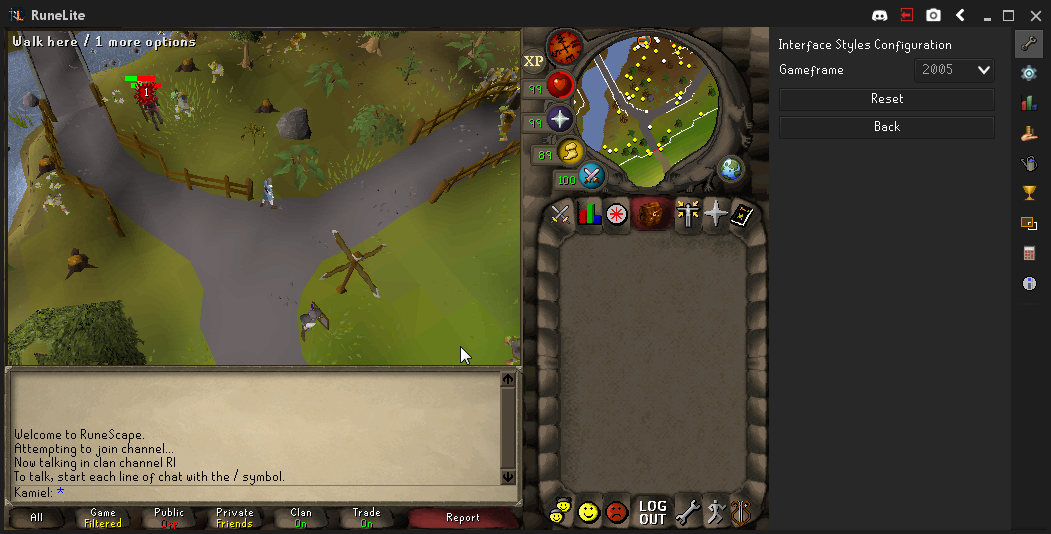 RuneLite
Walk here / 1 more options
1
XP
99
99
89
100
Interface Styles Configuration
Gameframe
2005
Reset
Back
Welcome to RuneScape.
Attempting to join channel...
Now talking in clan channel Rl
To talk, start each line of chat with the / symbol.
Kamiel: *
All
Game
Filtered
Public
Off
Private
Friends
Clan
On
Trade
On
Report
LOG
OUT